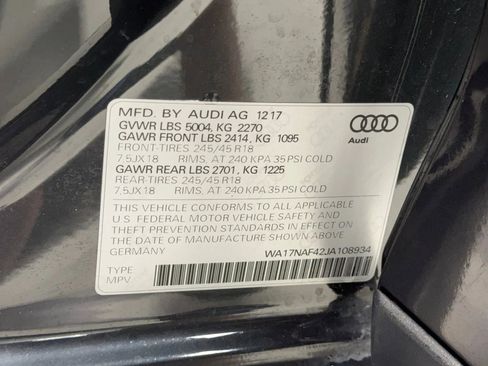 MFD. BY AUDI AG 12 17
GVWR LBS 5004, KG 2270
GAWR FRONT LBS 2414, KG 1095
FRONT-TIRES 245/45 R18
7,5JX18 RIMS, AT 240 KPA 35 PSI COLD
GAWR REAR LBS 2701, KG 1225
REAR-TIRES 245/45 R18
7,5JX18 RIMS, AT 240 KPA 35 PSI COLD
THIS VEHICLE CONFORMS TO ALL APPLICABLE
U.S. FEDERAL MOTOR VEHICLE SAFETY AND
THEFT PREVENTION STANDARDS IN EFFECT ON
THE DATE OF MANUFACTURE SHOWN ABOVE
GERMANY
WA17NAF42JA108934
TYPE
MPV
Audi